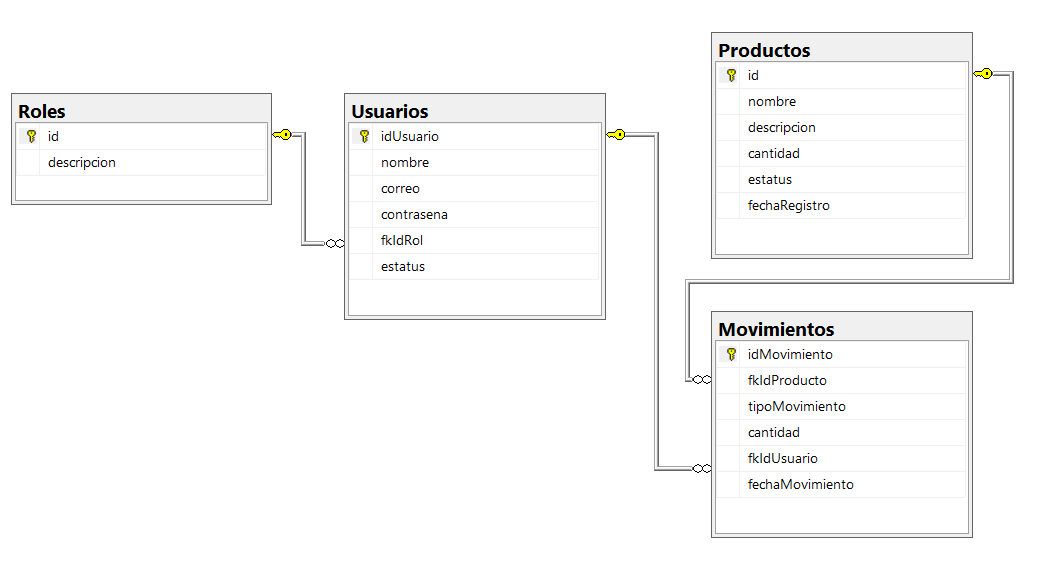 Roles
id
descripcion
Usuarios
idUsuario
nombre
correo
contrasena
fkIdRol
estatus
Productos
id
nombre
descripcion
cantidad
estatus
fechaRegistro
Movimientos
idMovimiento
fkIdProducto
tipoMovimiento
cantidad
fkIdUsuario
fechaMovimiento